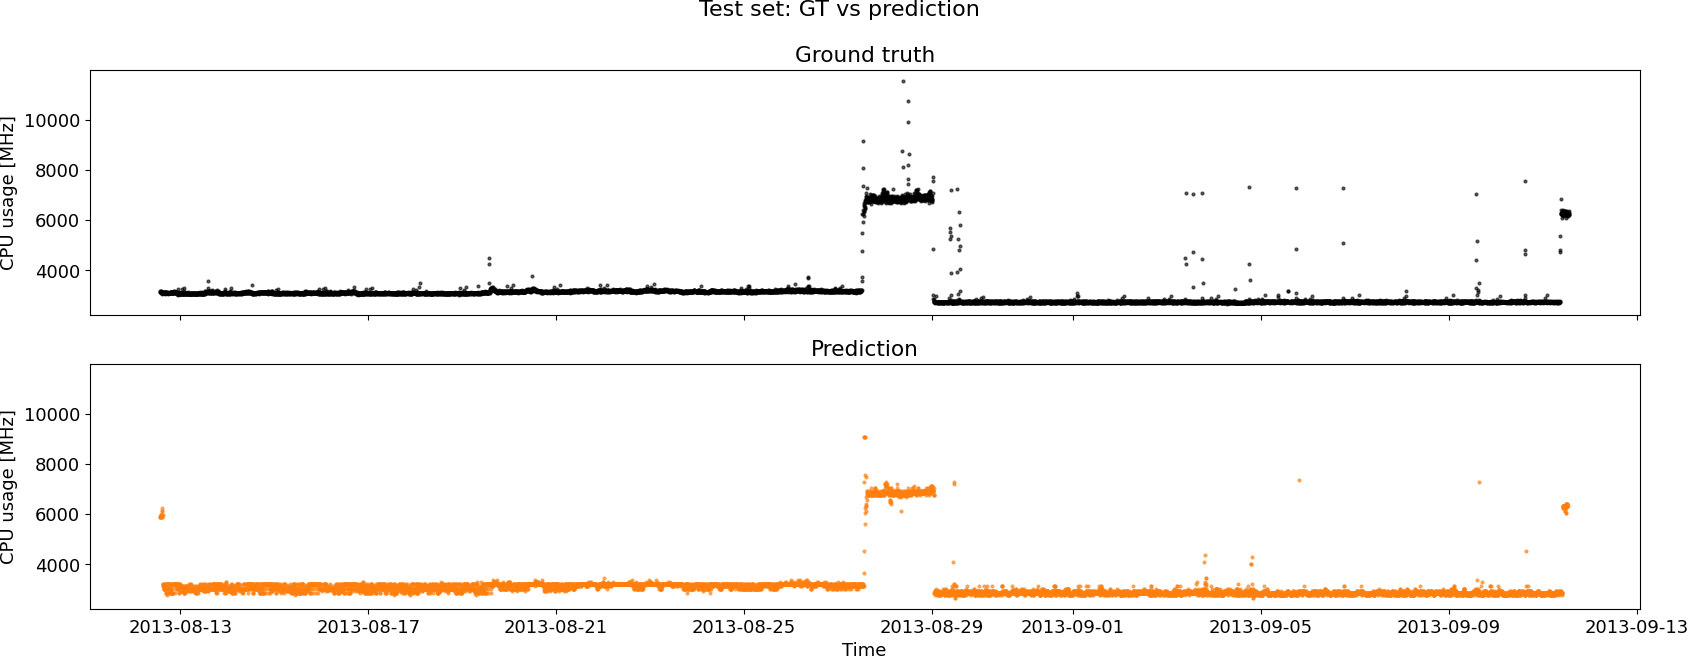 Test set: GT vs prediction
Ground truth
CPU usage [MHz]
10000
8000
6000
4000
Prediction
CPU usage [MHz]
10000
8000
6000
4000
2013-08-13 2013-08-17 2013-08-21 2013-08-25 2013-08-29 2013-09-01 2013-09-05 2013-09-09 2013-09-13
Time